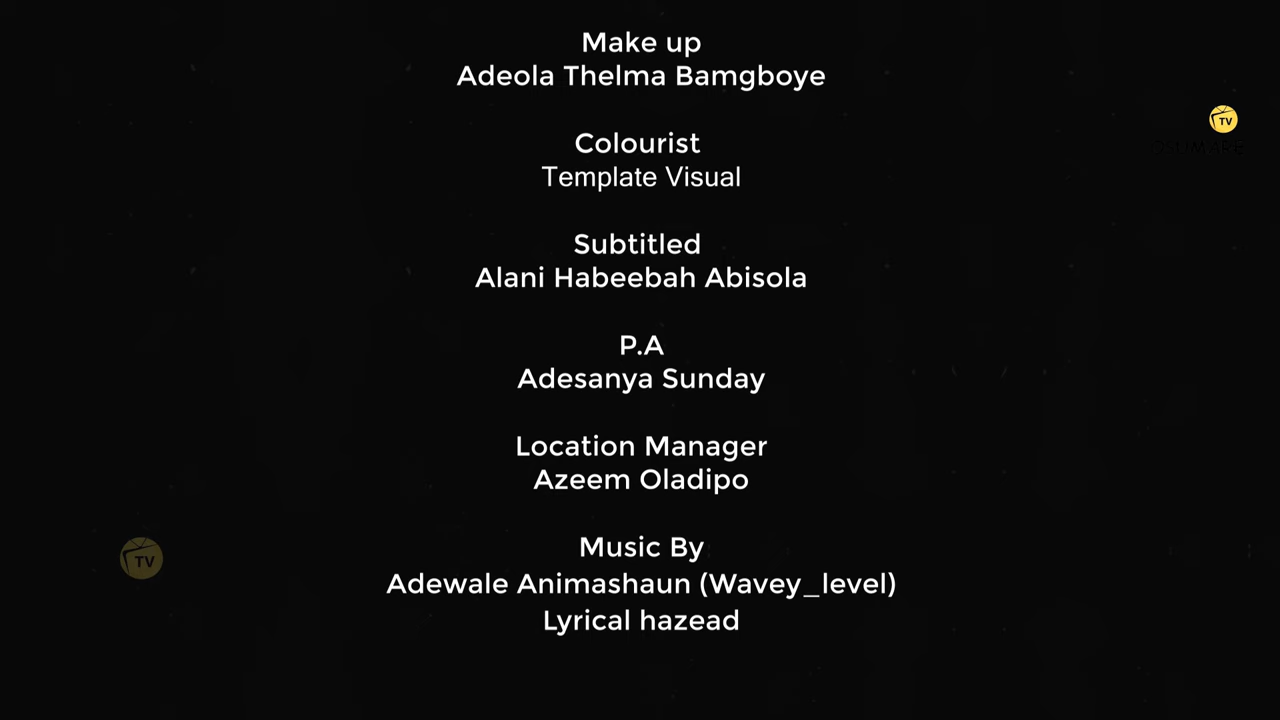 Make up
Adeola Thelma Bamgboye
TV
Colourist
Template Visual
Subtitled
Alani Habeebah Abisola
P.A
Adesanya Sunday
Location Manager
Azeem Oladipo
Music By
TV
Adewale Animashaun (Wavey_level)
Lyrical hazead